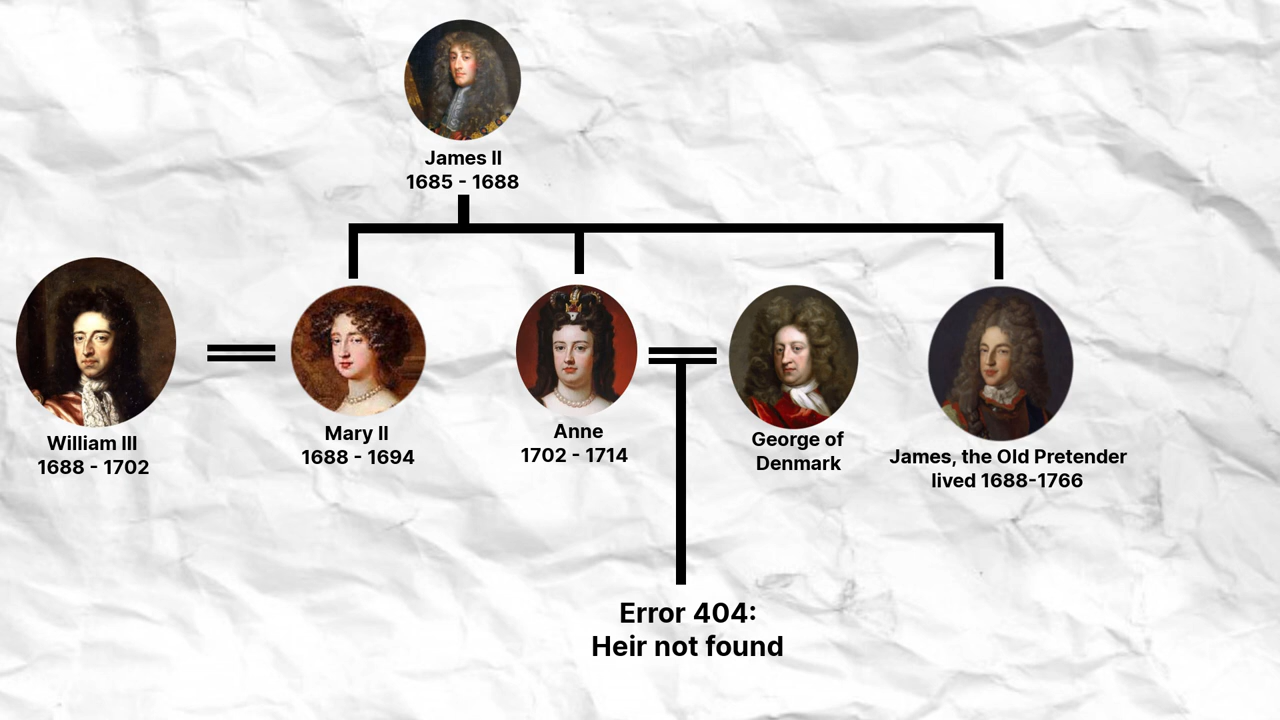 James II
1685 - 1688
William III
1688 - 1702
Mary II
1688 - 1694
Anne
1702 - 1714
George of
Denmark
James, the Old Pretender
lived 1688-1766
Error 404:
Heir not found